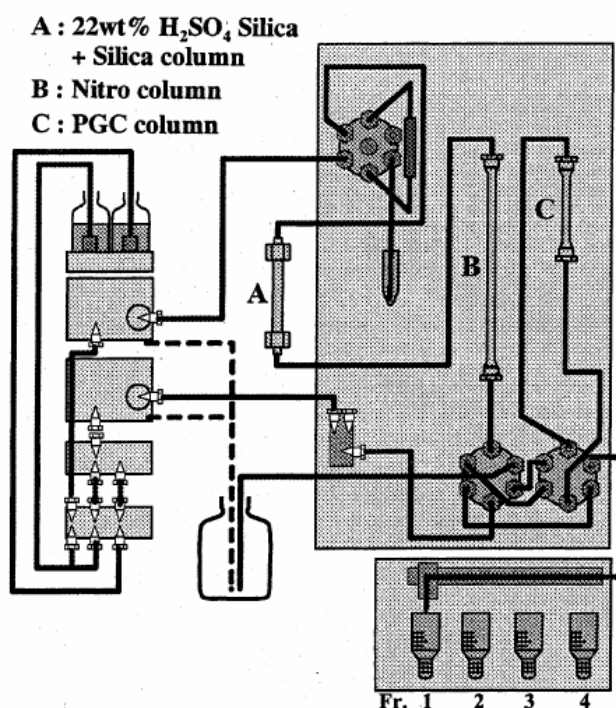 A : 22wt% H₂SO₄ Silica
+ Silica column
B : Nitro column
C : PGC column
A
B
C
Fr. 1 2 3 4